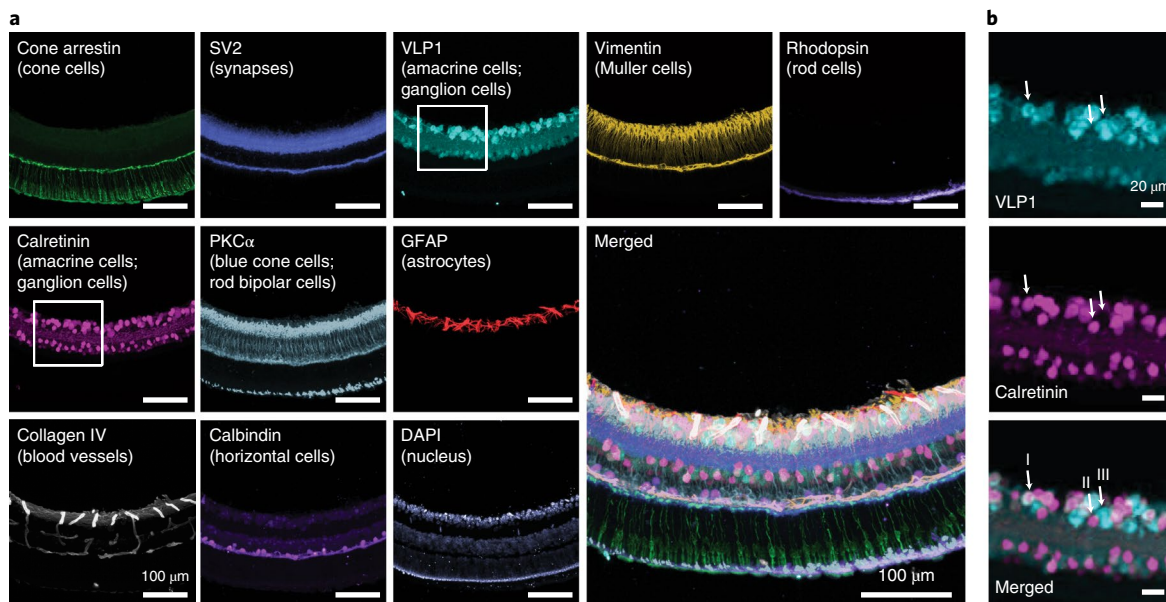 a
Cone arrestin
(cone cells)
SV2
(synapses)
VLP1
(amacrine cells;
ganglion cells)
Vimentin
(Muller cells)
Rhodopsin
(rod cells)
Calretinin
(amacrine cells;
ganglion cells)
PKCα
(blue cone cells;
rod bipolar cells)
GFAP
(astrocytes)
Merged
100 μm
Collagen IV
(blood vessels)
100 μm
Calbindin
(horizontal cells)
DAPI
(nucleus)
b
20 μm
VLP1
Calretinin
I
II
III
Merged